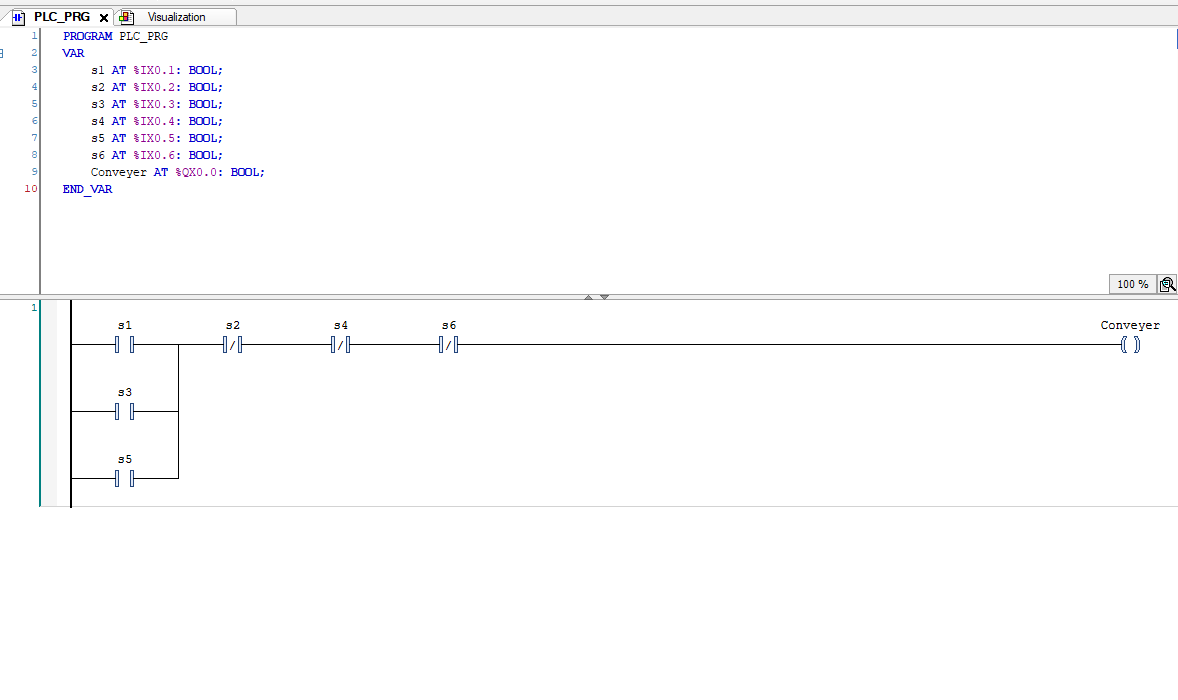 PLC_PRG Visualization
1 PROGRAM PLC_PRG
2 VAR
3 s1 AT %IX0.1: BOOL;
4 s2 AT %IX0.2: BOOL;
5 s3 AT %IX0.3: BOOL;
6 s4 AT %IX0.4: BOOL;
7 s5 AT %IX0.5: BOOL;
8 s6 AT %IX0.6: BOOL;
9 Conveyer AT %QX0.0: BOOL;
10 END_VAR
100 %
1
s1 s2 s4 s6 Conveyer
s3
s5